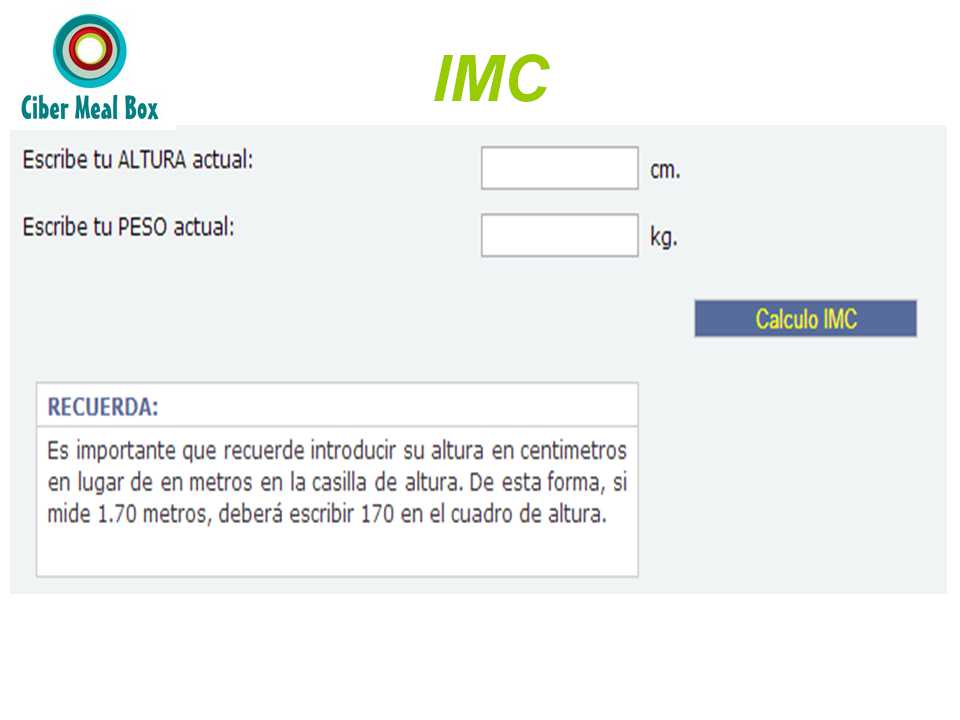 Ciber Meal Box
IMC
Escribe tu ALTURA actual:
cm.
Escribe tu PESO actual:
kg.
Calculo IMC
RECUERDA:
Es importante que recuerde introducir su altura en centimetros
en lugar de en metros en la casilla de altura. De esta forma, si
mide 1.70 metros, deberá escribir 170 en el cuadro de altura.